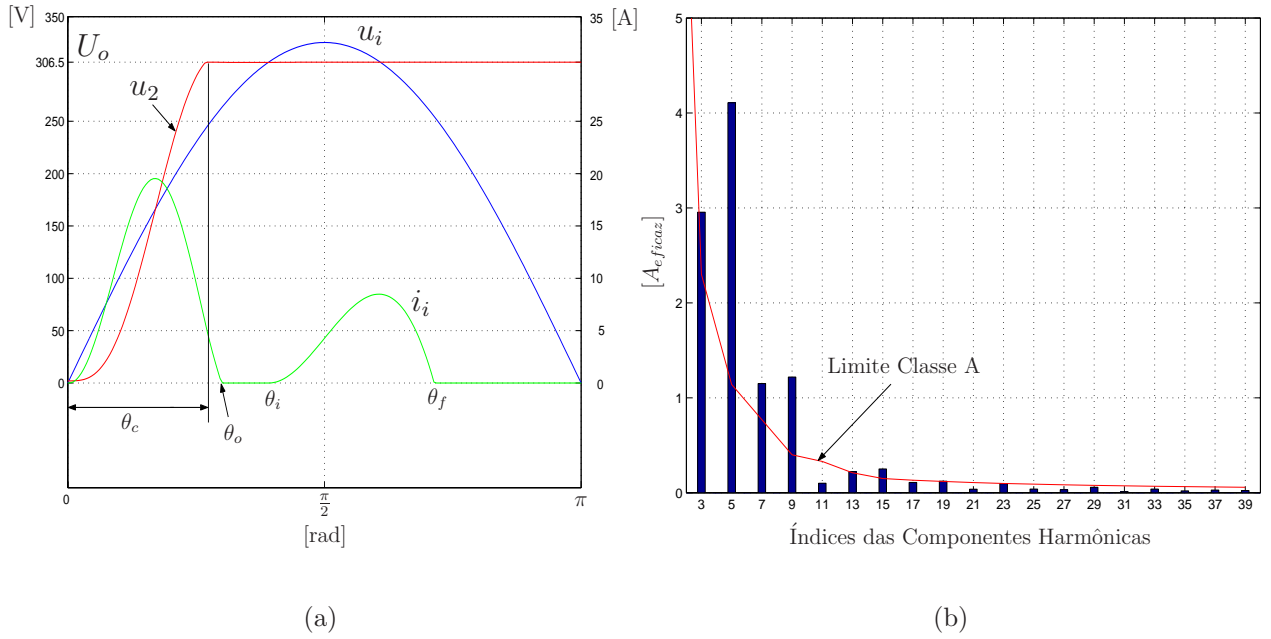 [V]
350
306.5
250
200
150
100
50
0
U_o
u_2
u_i
i_i
θ_c
θ_o
θ_i
θ_f
35
25
20
15
10
5
0
0
π/2
π
[rad]
(a)
[A]
5
4
3
2
1
0
[A_{eficaz}]
Limite Classe A
3 5 7 9 11 13 15 17 19 21 23 25 27 29 31 33 35 37 39
Índices das Componentes Harmônicas
(b)